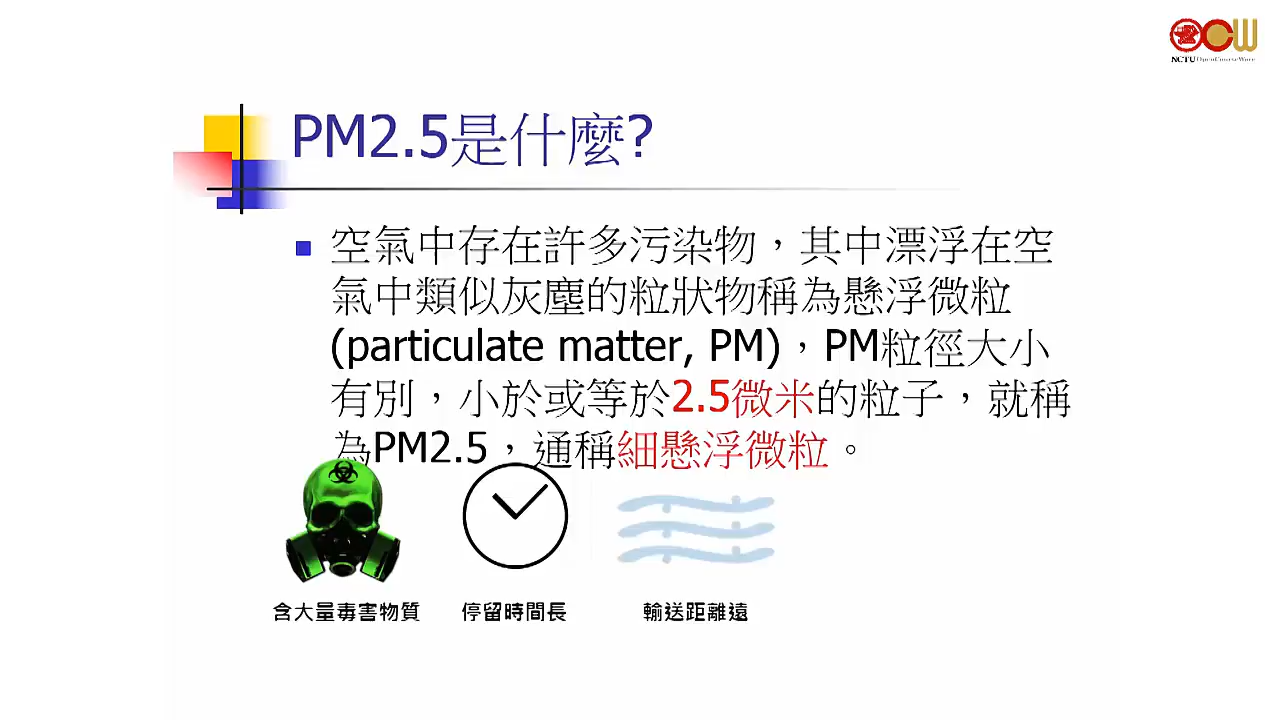 NCTU OpenCourseWare
PM2.5是什麼?
空氣中存在許多污染物，其中漂浮在空
氣中類似灰塵的粒狀物稱為懸浮微粒
(particulate matter, PM)，PM粒徑大小
有別，小於或等於2.5微米的粒子，就稱
為PM2.5，通稱細懸浮微粒。
含大量毒害物質 停留時間長 輸送距離遠